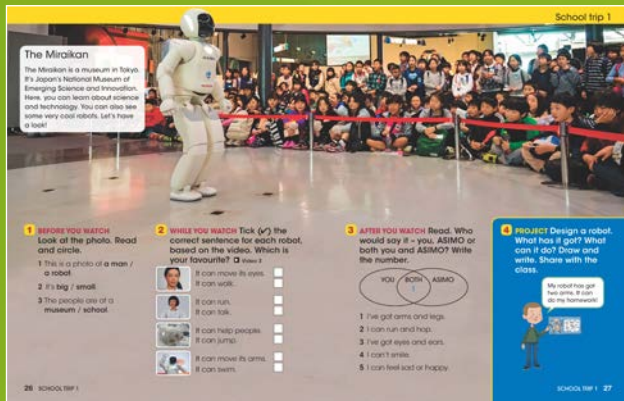 School trip 1
The Miraikan
The Miraikan is a museum in Tokyo.
It's Japan's National Museum of
Emerging Science and Innovation.
Here, you can learn about science
and technology. You can also see
some very cool robots. Let's have
a look!
1 BEFORE YOU WATCH
Look at the photo. Read
and circle.
1 This is a photo of a man /
a robot.
2 It's big / small.
3 The people are at a
museum / school.
2 WHILE YOU WATCH Tick (✔) the
correct sentence for each robot,
based on the video. Which is
your favourite? Video 3
It can move its eyes.
It can walk.
It can run.
It can talk.
It can help people.
It can jump.
It can move its arms.
It can swim.
3 AFTER YOU WATCH Read. Who
would say it – you, ASIMO or
both you and ASIMO? Write
the number.
YOU BOTH ASIMO
1
1 I've got arms and legs.
2 I can run and hop.
3 I've got eyes and ears.
4 I can't smile.
5 I can feel sad or happy.
4 PROJECT Design a robot.
What has it got? What
can it do? Draw and
write. Share with the
class.
My robot has got
two arms. It can
do my homework!
26 SCHOOL TRIP 1
SCHOOL TRIP 1 27